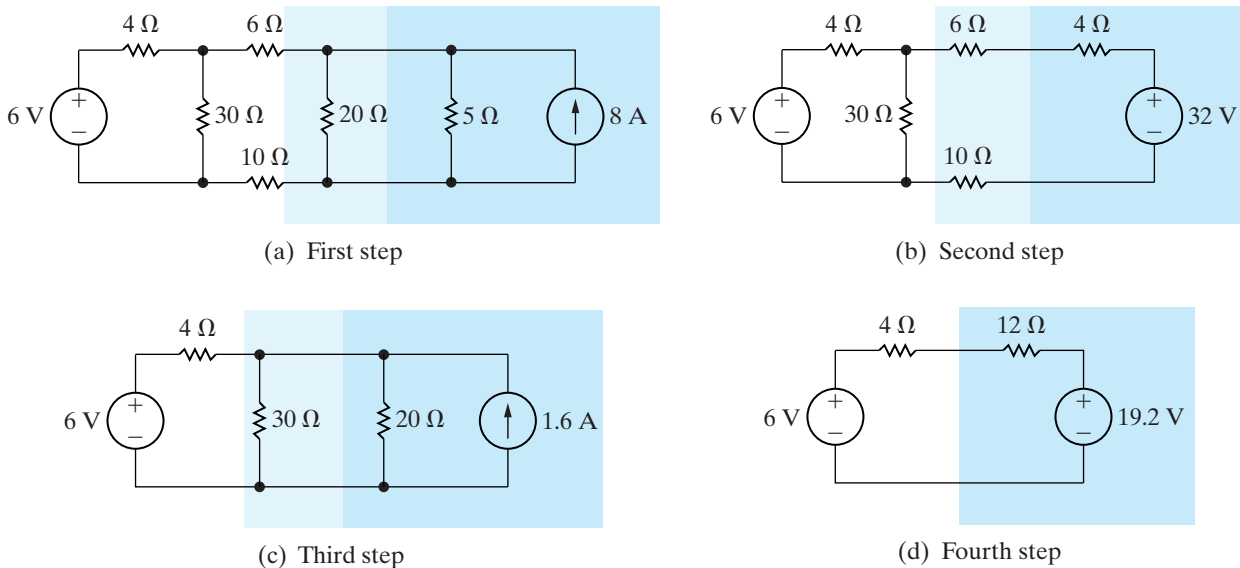 4 Ω 6 Ω
6 V + − 30 Ω 20 Ω 5 Ω 8 A
10 Ω
(a) First step
4 Ω 6 Ω 4 Ω
6 V + − 30 Ω + − 32 V
10 Ω
(b) Second step
4 Ω
6 V + − 30 Ω 20 Ω 1.6 A
(c) Third step
4 Ω 12 Ω
6 V + − + − 19.2 V
(d) Fourth step